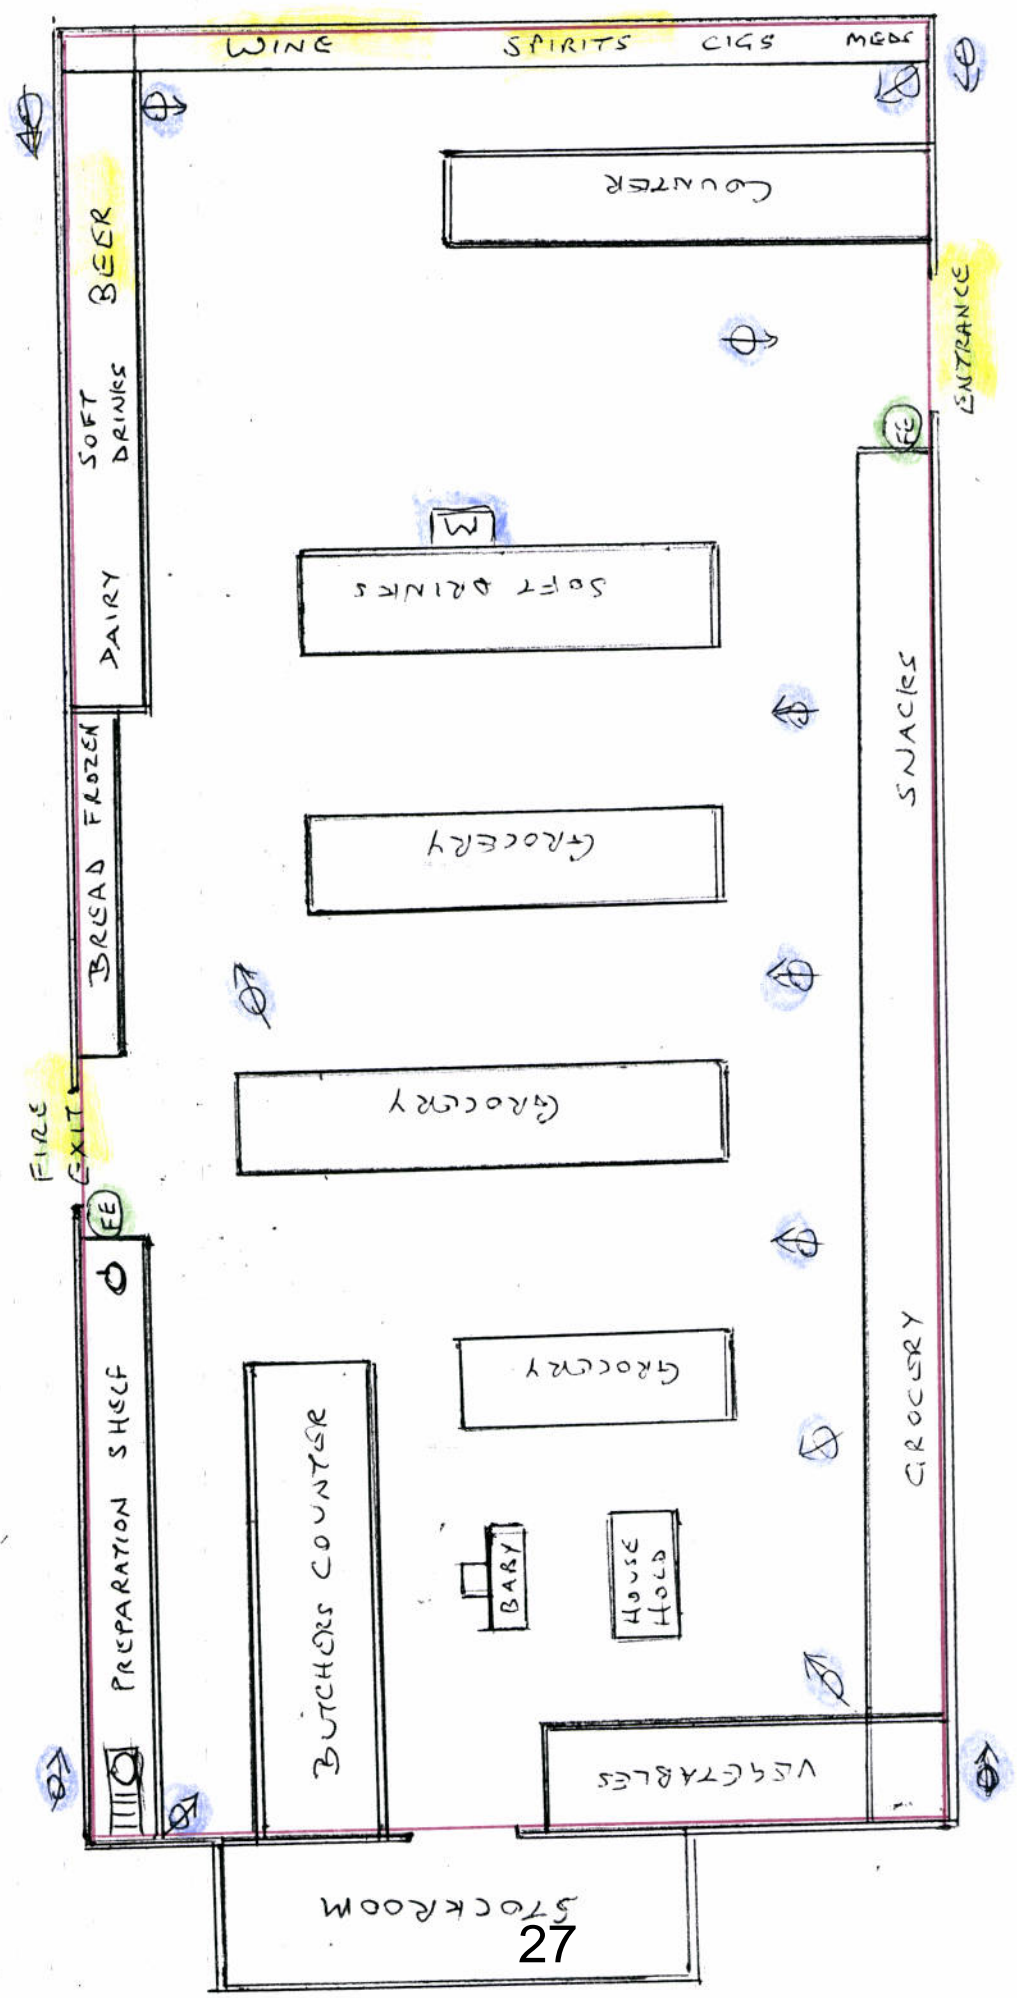 WINE
SPIRITS
CIGS
MEDS
COUNTER
BEER
ENTRANCE
SOFT
DRINKS
FE
M
SOFT DRINKS
DAIRY
SNACKS
FROZEN
GROCERY
BREAD
GROCERY
FIRE
EXIT
FE
GROCERY
GROCERY
PREPARATION SHELF
BUTCHERS COUNTER
BABY
HOUSE
HOLD
VEGETABLES
STOCKROOM
27